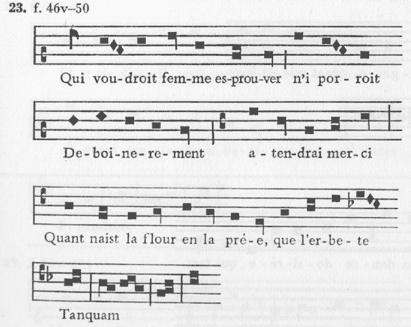 23. f. 46v–50
Qui vou-droit fem-me es-prou-ver n'i por-roit
De-boi-ne-re-ment a-ten-drai mer-ci
Quant naist la flour en la pré-e, que l'er-be-te
Tanquam